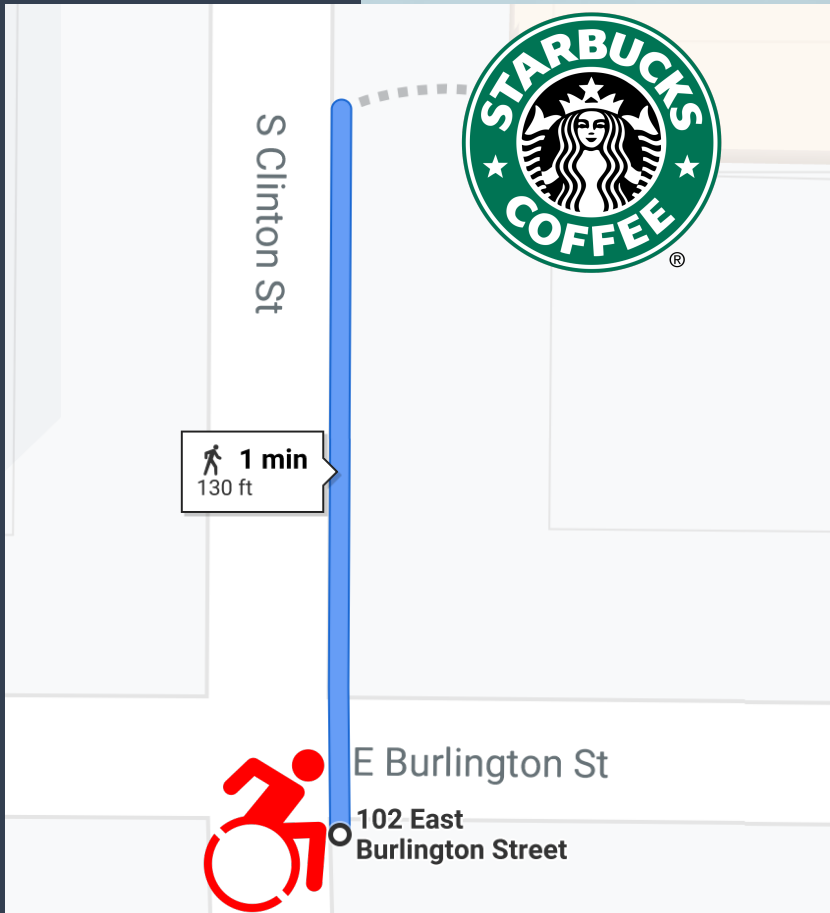 STARBUCKS
COFFEE
®
S Clinton St
1 min
130 ft
E Burlington St
102 East
Burlington Street